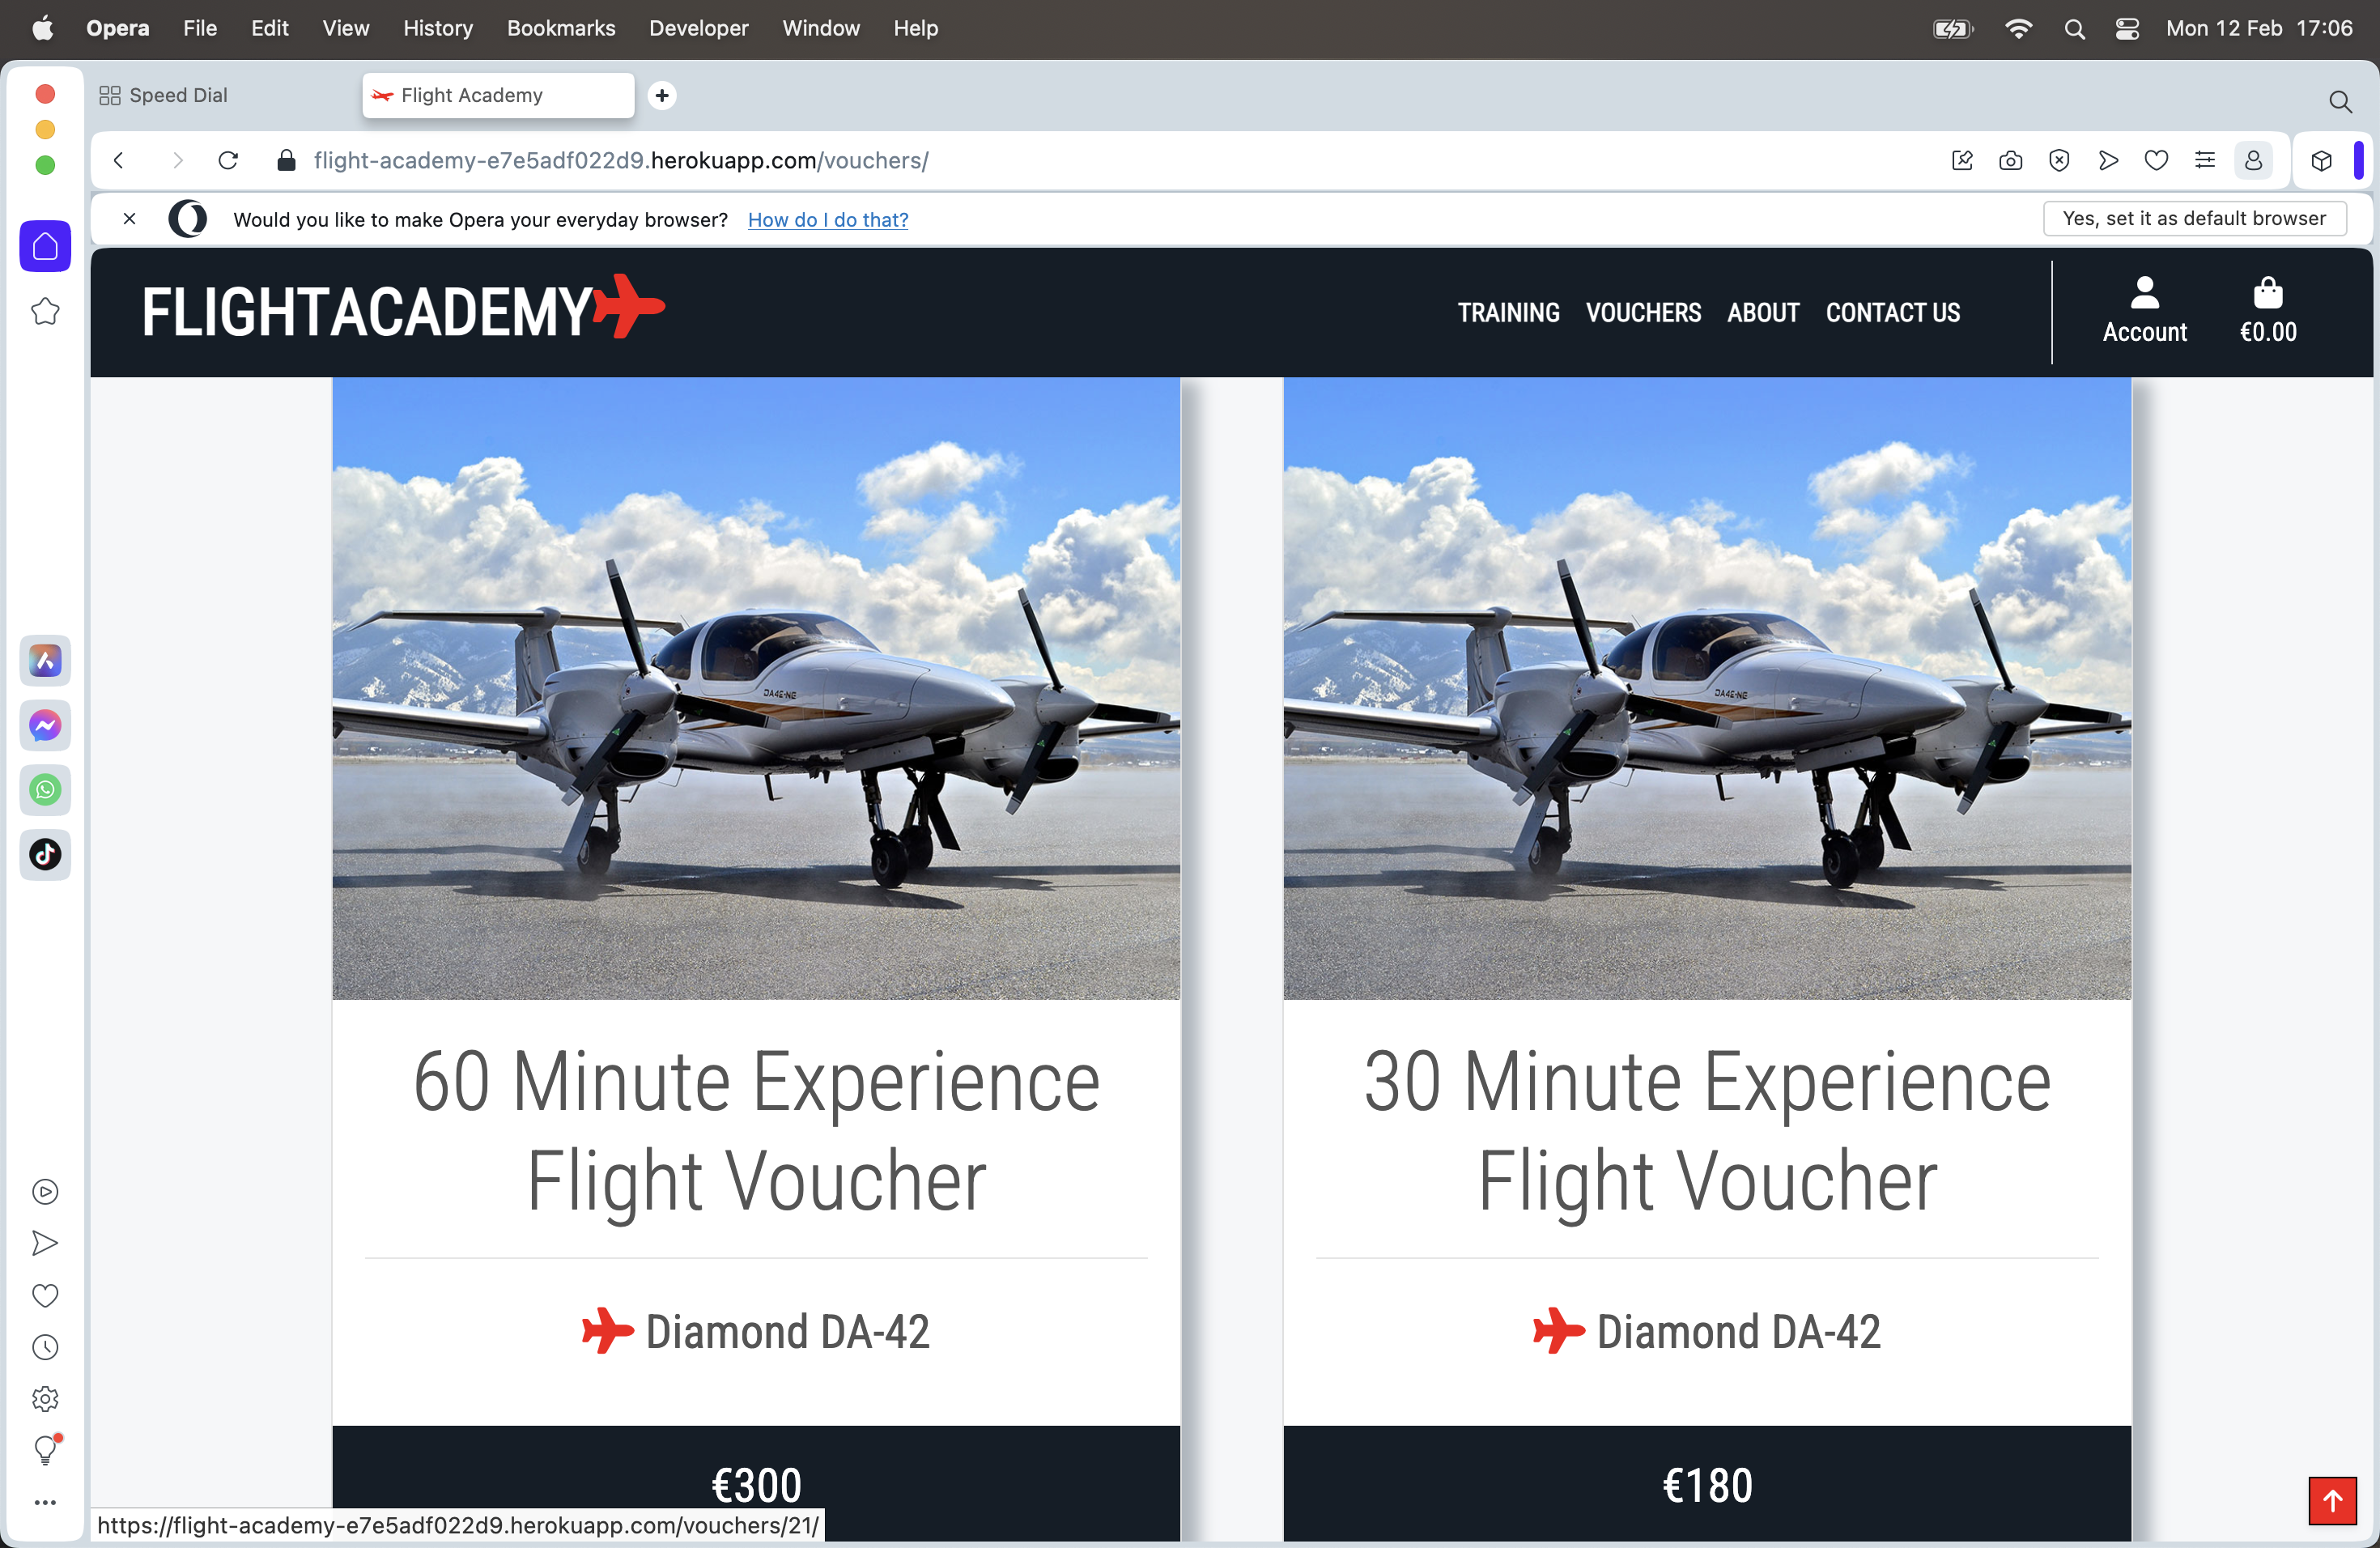 Opera File Edit View History Bookmarks Developer Window Help Mon 12 Feb 17:06
Speed Dial Flight Academy
flight-academy-e7e5adf022d9.herokuapp.com/vouchers/
Would you like to make Opera your everyday browser? How do I do that? Yes, set it as default browser
FLIGHTACADEMY TRAINING VOUCHERS ABOUT CONTACT US Account €0.00
60 Minute Experience
Flight Voucher
Diamond DA-42
€300
30 Minute Experience
Flight Voucher
Diamond DA-42
€180
https://flight-academy-e7e5adf022d9.herokuapp.com/vouchers/21/